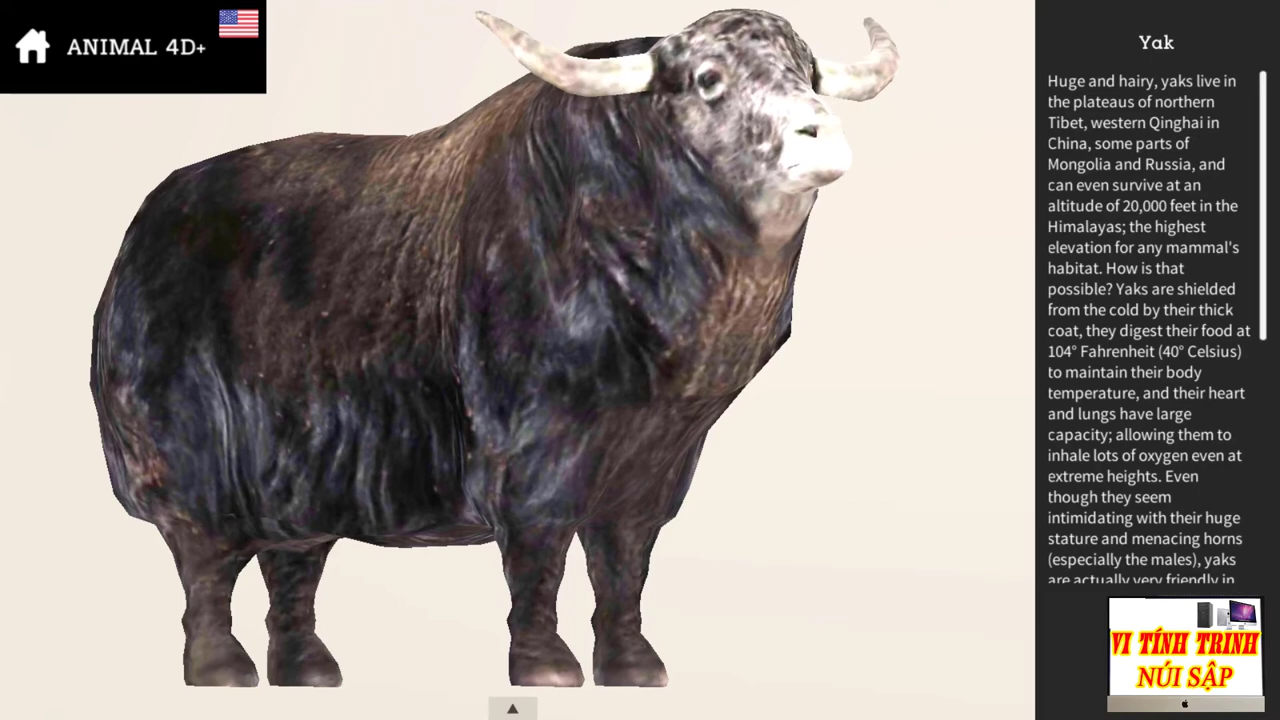 ANIMAL 4D+
Yak
Huge and hairy, yaks live in
the plateaus of northern
Tibet, western Qinghai in
China, some parts of
Mongolia and Russia, and
can even survive at an
altitude of 20,000 feet in the
Himalayas; the highest
elevation for any mammal's
habitat. How is that
possible? Yaks are shielded
from the cold by their thick
coat, they digest their food at
104° Fahrenheit (40° Celsius)
to maintain their body
temperature, and their heart
and lungs have large
capacity; allowing them to
inhale lots of oxygen even at
extreme heights. Even
though they seem
intimidating with their huge
stature and menacing horns
(especially the males), yaks
are actually very friendly in
VI TÍNH TRINH
NÚI SẬP